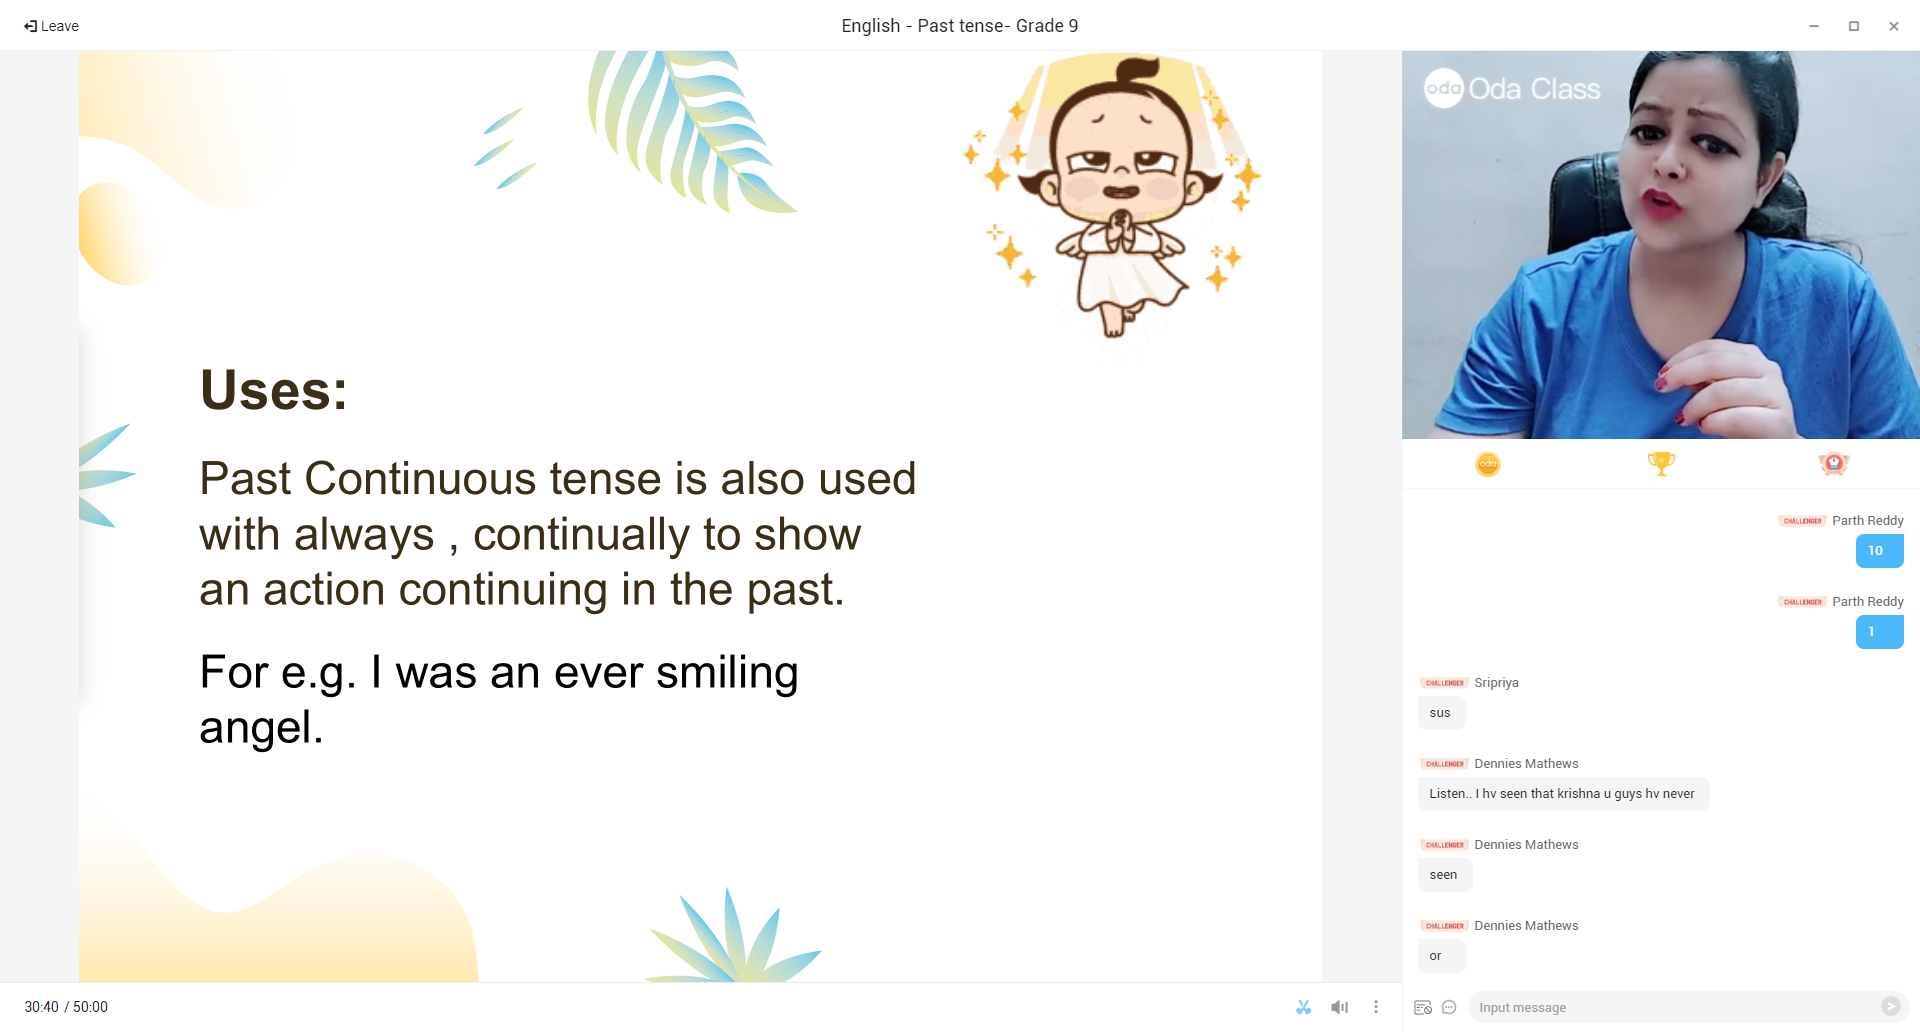 Leave
English - Past tense- Grade 9
oda Oda Class
Uses:
Past Continuous tense is also used
with always , continually to show
an action continuing in the past.
For e.g. I was an ever smiling
angel.
oda
CHALLENGER Parth Reddy
10
CHALLENGER Parth Reddy
1
CHALLENGER Sripriya
sus
CHALLENGER Dennies Mathews
Listen.. I hv seen that krishna u guys hv never
CHALLENGER Dennies Mathews
seen
CHALLENGER Dennies Mathews
or
30:40 / 50:00
Input message